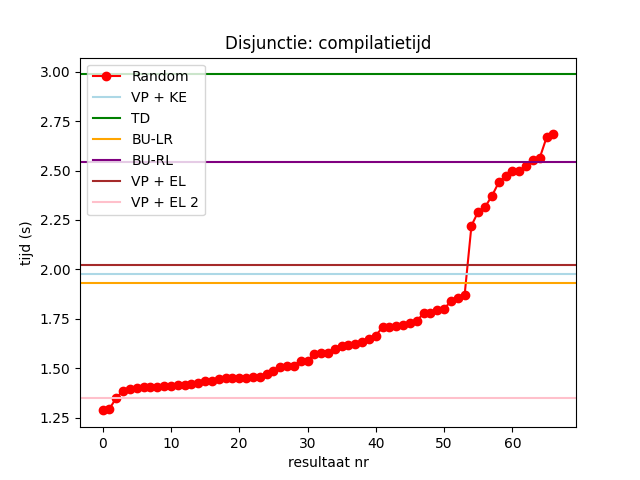 Disjunctie: compilatietijd
3.00
2.75
2.50
2.25
2.00
1.75
1.50
1.25
tijd (s)
Random
VP + KE
TD
BU-LR
BU-RL
VP + EL
VP + EL 2
0 10 20 30 40 50 60
resultaat nr